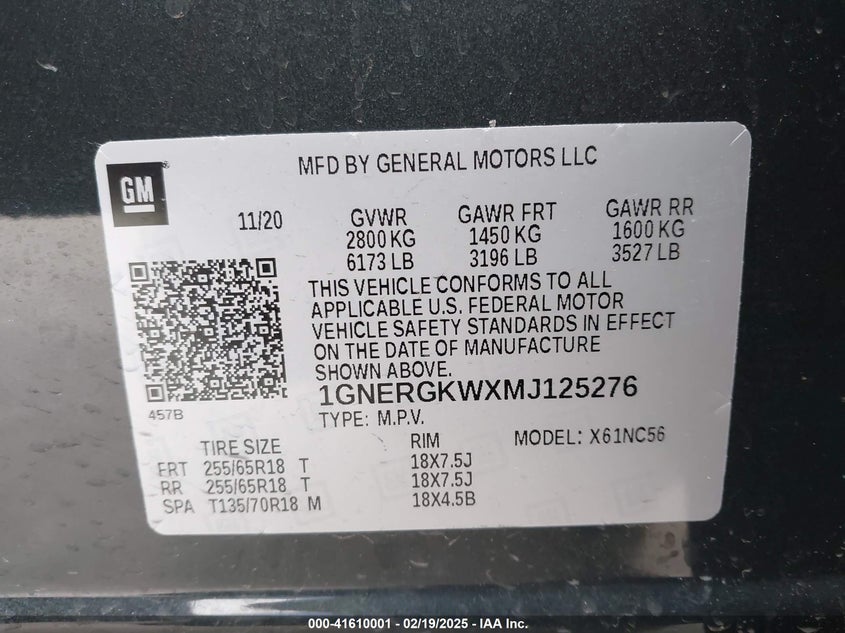 MFD BY GENERAL MOTORS LLC
GM
11/20 GVWR GAWR FRT GAWR RR
2800 KG 1450 KG 1600 KG
6173 LB 3196 LB 3527 LB
THIS VEHICLE CONFORMS TO ALL
APPLICABLE U.S. FEDERAL MOTOR
VEHICLE SAFETY STANDARDS IN EFFECT
ON THE DATE OF MANUFACTURE
SHOWN ABOVE.
1GNERGKWXMJ125276
457B
TYPE: M.P.V.
TIRE SIZE RIM MODEL: X61NC56
FRT 255/65R18 T 18X7.5J
RR 255/65R18 T 18X7.5J
SPA T135/70R18 M 18X4.5B
000-41610001 - 02/19/2025 - IAA Inc.